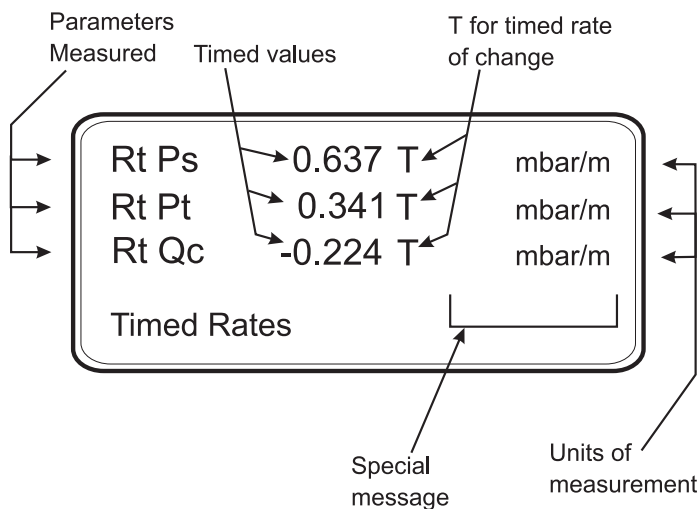 Parameters
Measured
Timed values
T for timed rate
of change
Rt Ps 0.637 T mbar/m
Rt Pt 0.341 T mbar/m
Rt Qc -0.224 T mbar/m
Timed Rates
Special
message
Units of
measurement